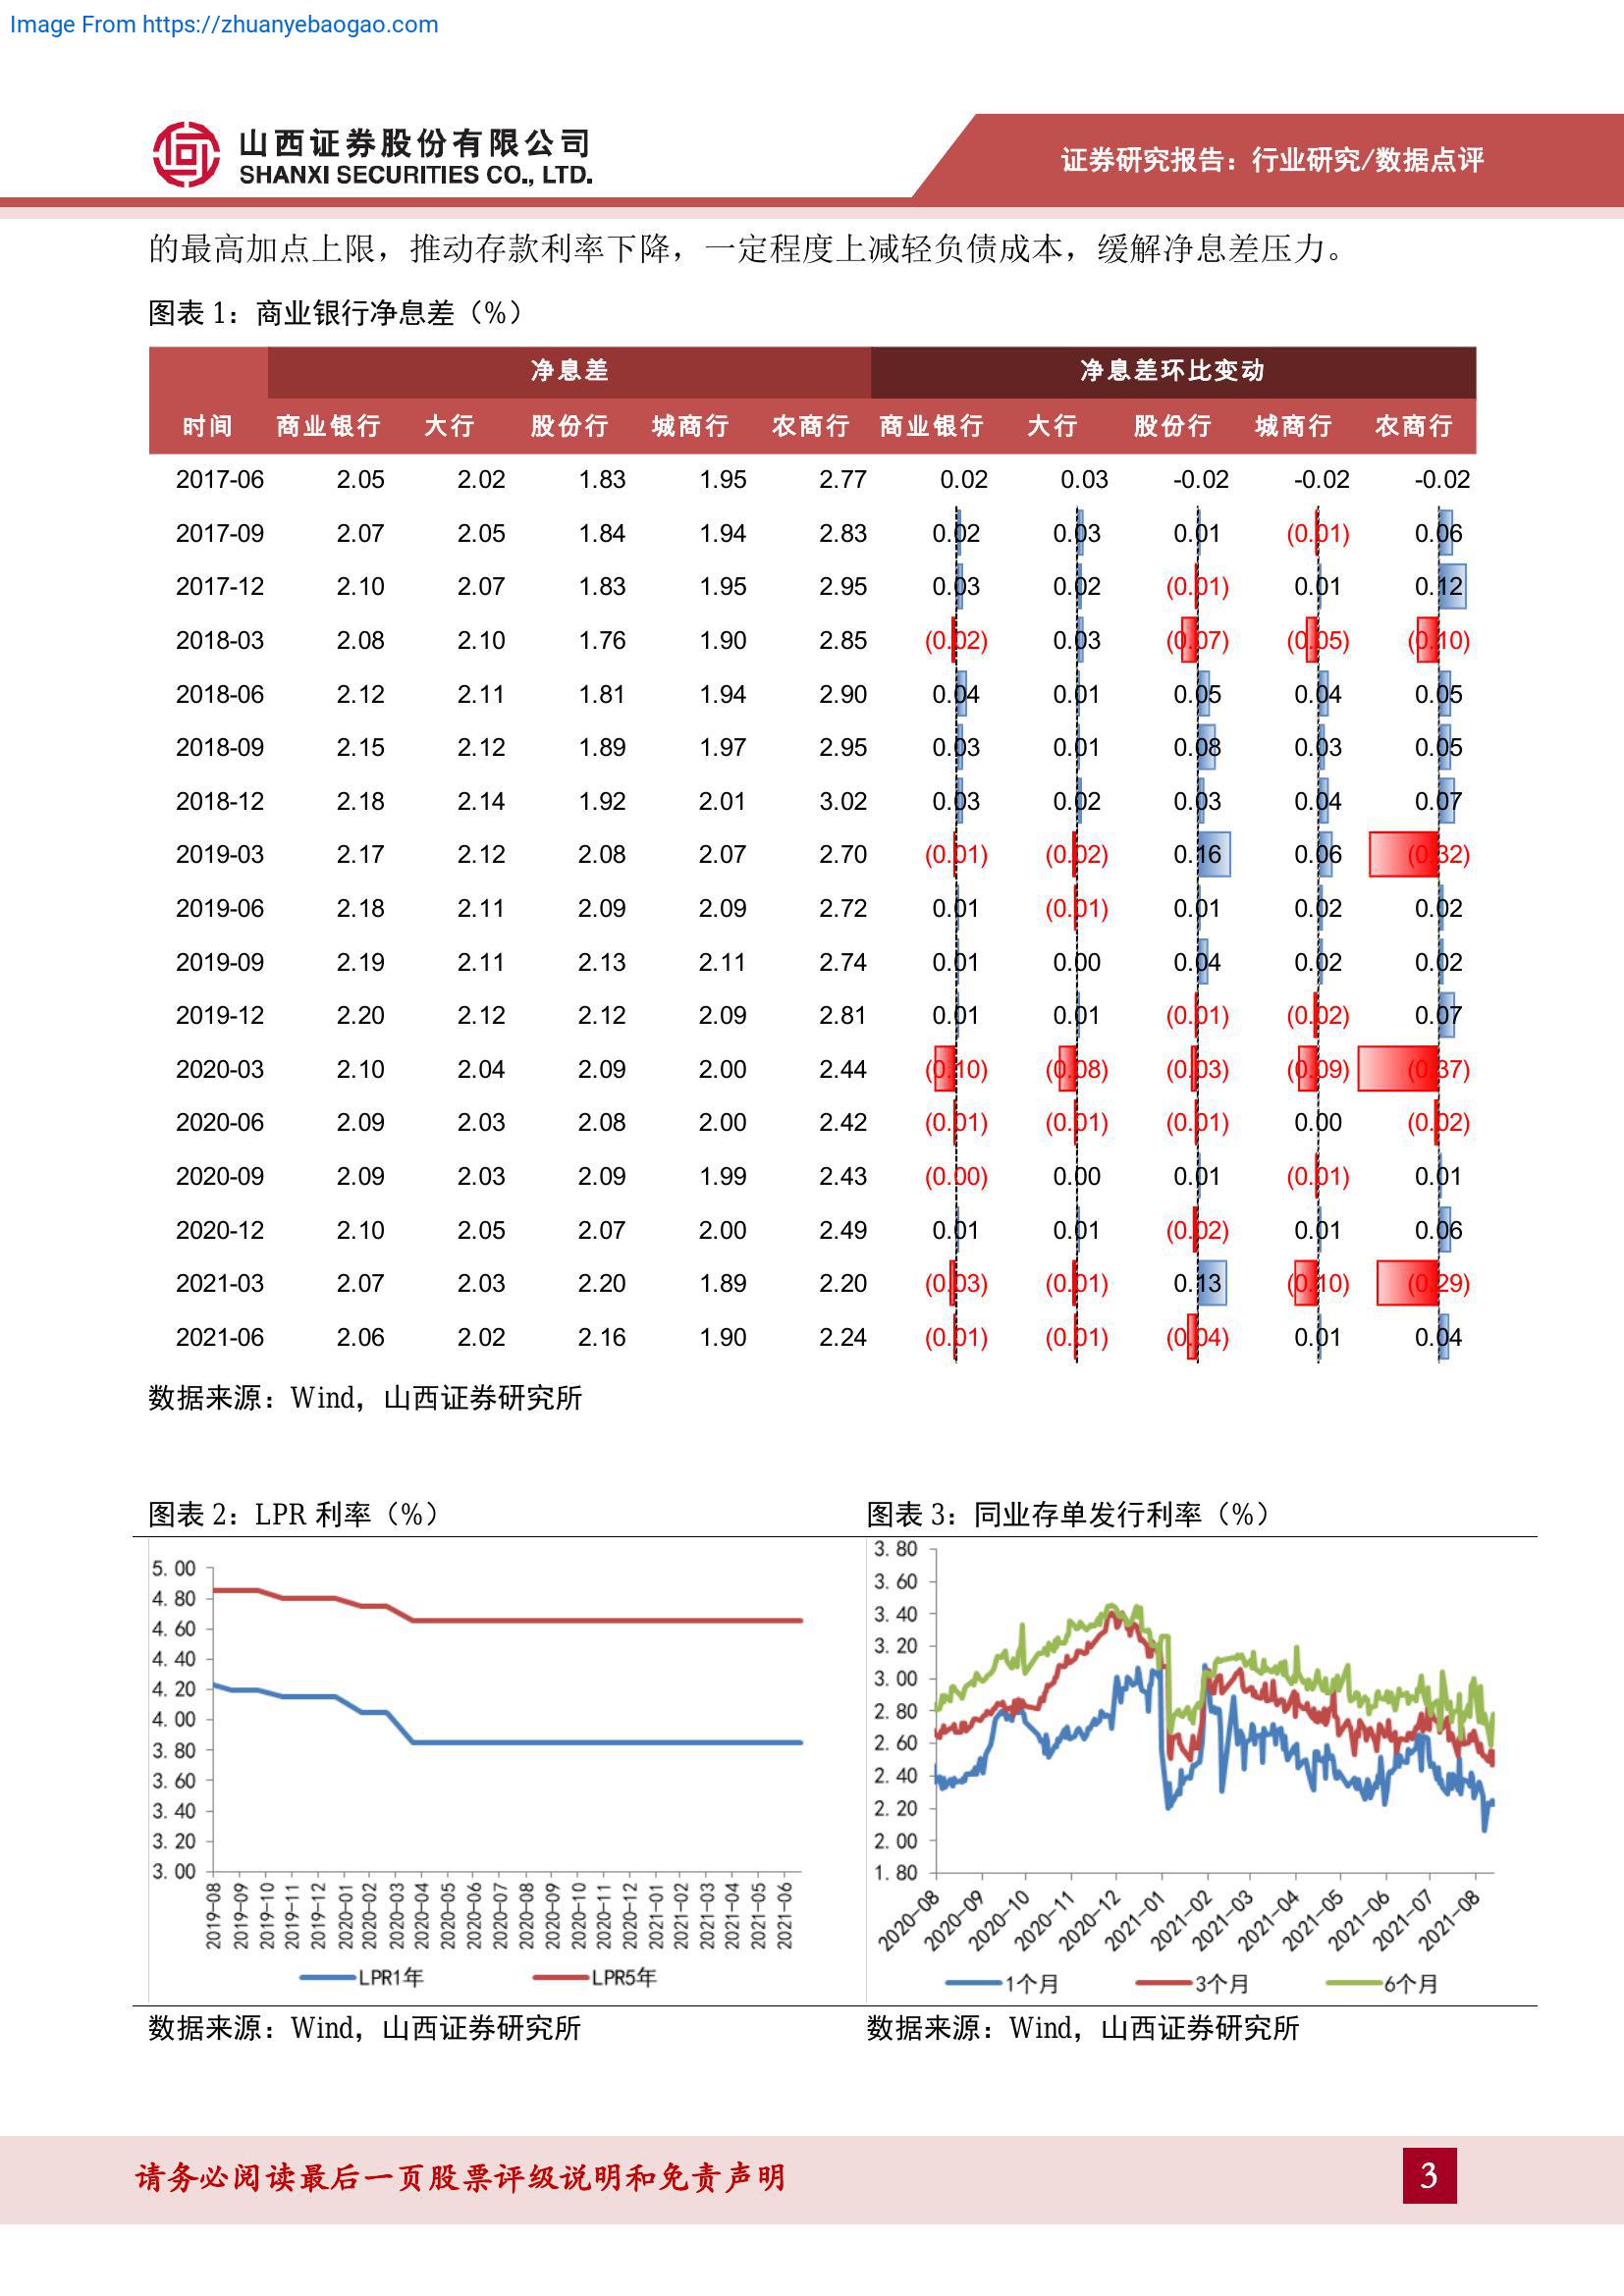 Image From https://zhuanyebaogao.com
山西证券股份有限公司
SHANXI SECURITIES CO., LTD.
证券研究报告：行业研究/数据点评
的最高加点上限，推动存款利率下降，一定程度上减轻负债成本，缓解净息差压力。
图表 1：商业银行净息差（%）
净息差 净息差环比变动
时间 商业银行 大行 股份行 城商行 农商行 商业银行 大行 股份行 城商行 农商行
2017-06 2.05 2.02 1.83 1.95 2.77 0.02 0.03 -0.02 -0.02 -0.02
2017-09 2.07 2.05 1.84 1.94 2.83 0.02 0.03 0.01 (0.01) 0.06
2017-12 2.10 2.07 1.83 1.95 2.95 0.03 0.02 (0.01) 0.01 0.12
2018-03 2.08 2.10 1.76 1.90 2.85 (0.02) 0.03 (0.07) (0.05) (0.10)
2018-06 2.12 2.11 1.81 1.94 2.90 0.04 0.01 0.05 0.04 0.05
2018-09 2.15 2.12 1.89 1.97 2.95 0.03 0.01 0.08 0.03 0.05
2018-12 2.18 2.14 1.92 2.01 3.02 0.03 0.02 0.03 0.04 0.07
2019-03 2.17 2.12 2.08 2.07 2.70 (0.01) (0.02) 0.16 0.06 (0.32)
2019-06 2.18 2.11 2.09 2.09 2.72 0.01 (0.01) 0.01 0.02 0.02
2019-09 2.19 2.11 2.13 2.11 2.74 0.01 0.00 0.04 0.02 0.02
2019-12 2.20 2.12 2.12 2.09 2.81 0.01 0.01 (0.01) (0.02) 0.07
2020-03 2.10 2.04 2.09 2.00 2.44 (0.10) (0.08) (0.03) (0.09) (0.37)
2020-06 2.09 2.03 2.08 2.00 2.42 (0.01) (0.01) (0.01) 0.00 (0.02)
2020-09 2.09 2.03 2.09 1.99 2.43 (0.00) 0.00 0.01 (0.01) 0.01
2020-12 2.10 2.05 2.07 2.00 2.49 0.01 0.01 (0.02) 0.01 0.06
2021-03 2.07 2.03 2.20 1.89 2.20 (0.03) (0.01) 0.13 (0.10) (0.29)
2021-06 2.06 2.02 2.16 1.90 2.24 (0.01) (0.01) (0.04) 0.01 0.04
数据来源：Wind，山西证券研究所
图表 2：LPR 利率（%）
5.00
4.80
4.60
4.40
4.20
4.00
3.80
3.60
3.40
3.20
3.00
2019-08 2019-09 2019-10 2019-11 2019-12 2020-01 2020-02 2020-03 2020-04 2020-05 2020-06 2020-07 2020-08 2020-09 2020-10 2020-11 2020-12 2021-01 2021-02 2021-03 2021-04 2021-05 2021-06
LPR1年 LPR5年
数据来源：Wind，山西证券研究所
图表 3：同业存单发行利率（%）
3.80
3.60
3.40
3.20
3.00
2.80
2.60
2.40
2.20
2.00
1.80
2020-08 2020-09 2020-10 2020-11 2020-12 2021-01 2021-02 2021-03 2021-04 2021-05 2021-06 2021-07 2021-08
1个月 3个月 6个月
数据来源：Wind，山西证券研究所
请务必阅读最后一页股票评级说明和免责声明
3